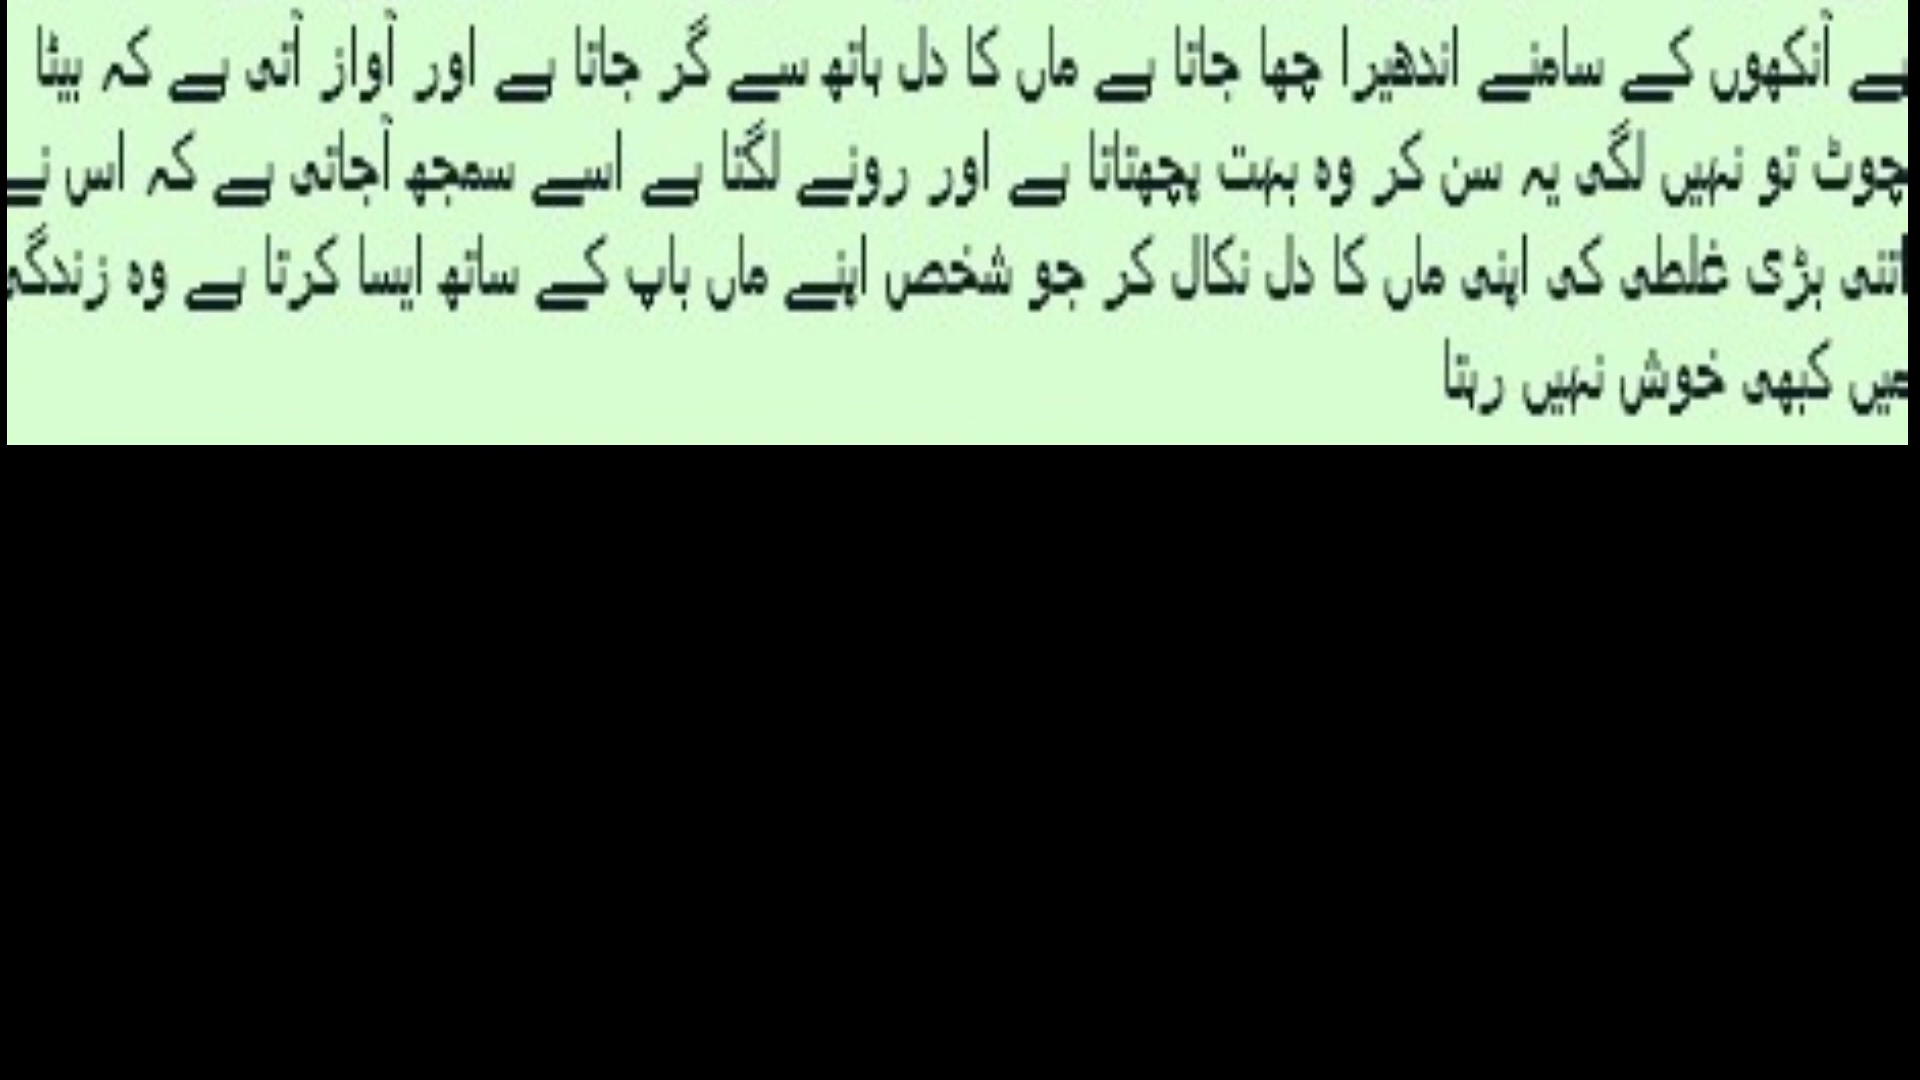 ہے آنکھوں کے سامنے اندھیرا چھا جاتا ہے ماں کا دل ہاتھ سے گر جاتا ہے اور آواز آتی ہے کہ بیٹا
چوٹ تو نہیں لگی یہ سن کر وہ بہت پچھتاتا ہے اور رونے لگتا ہے اسے سمجھ آجاتی ہے کہ اس نے
اتنی بڑی غلطی کی اپنی ماں کا دل نکال کر جو شخص اپنے ماں باپ کے ساتھ ایسا کرتا ہے وہ زندگی
میں کبھی خوش نہیں رہتا